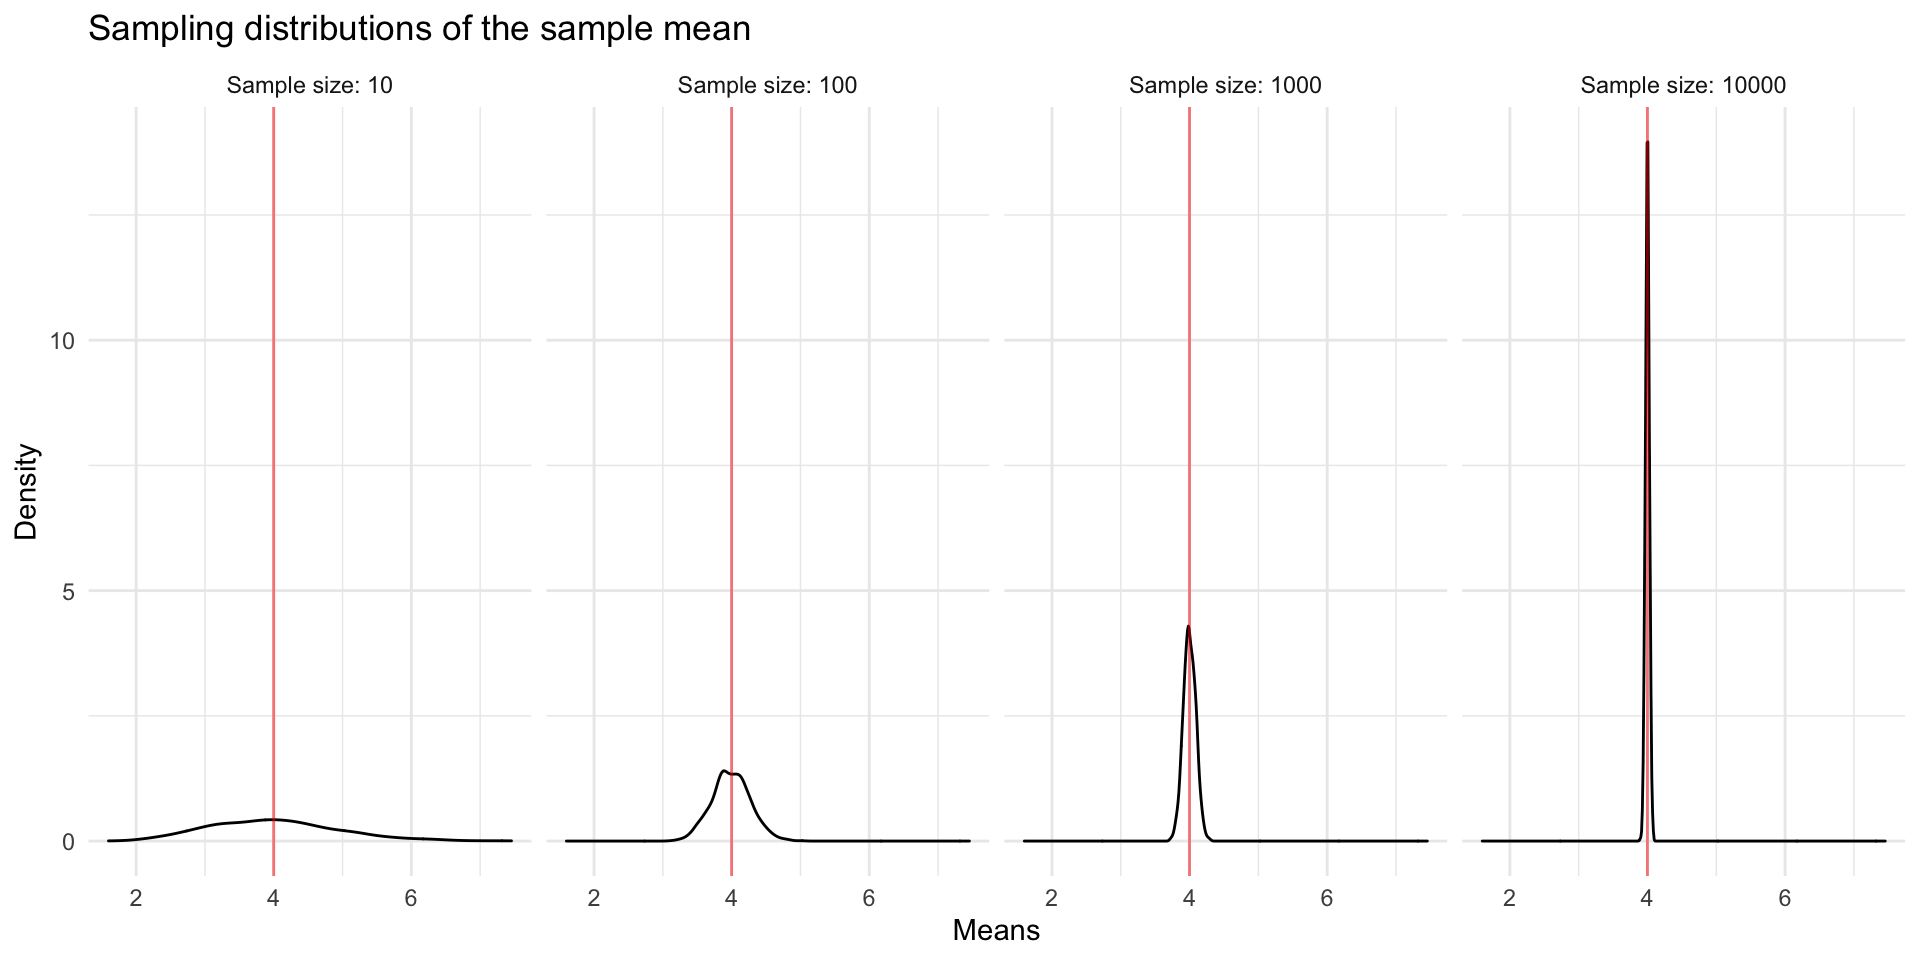 Sampling distributions of the sample mean
Sample size: 10
Sample size: 100
Sample size: 1000
Sample size: 10000
10
5
0
Density
2 4 6
2 4 6
2 4 6
2 4 6
Means